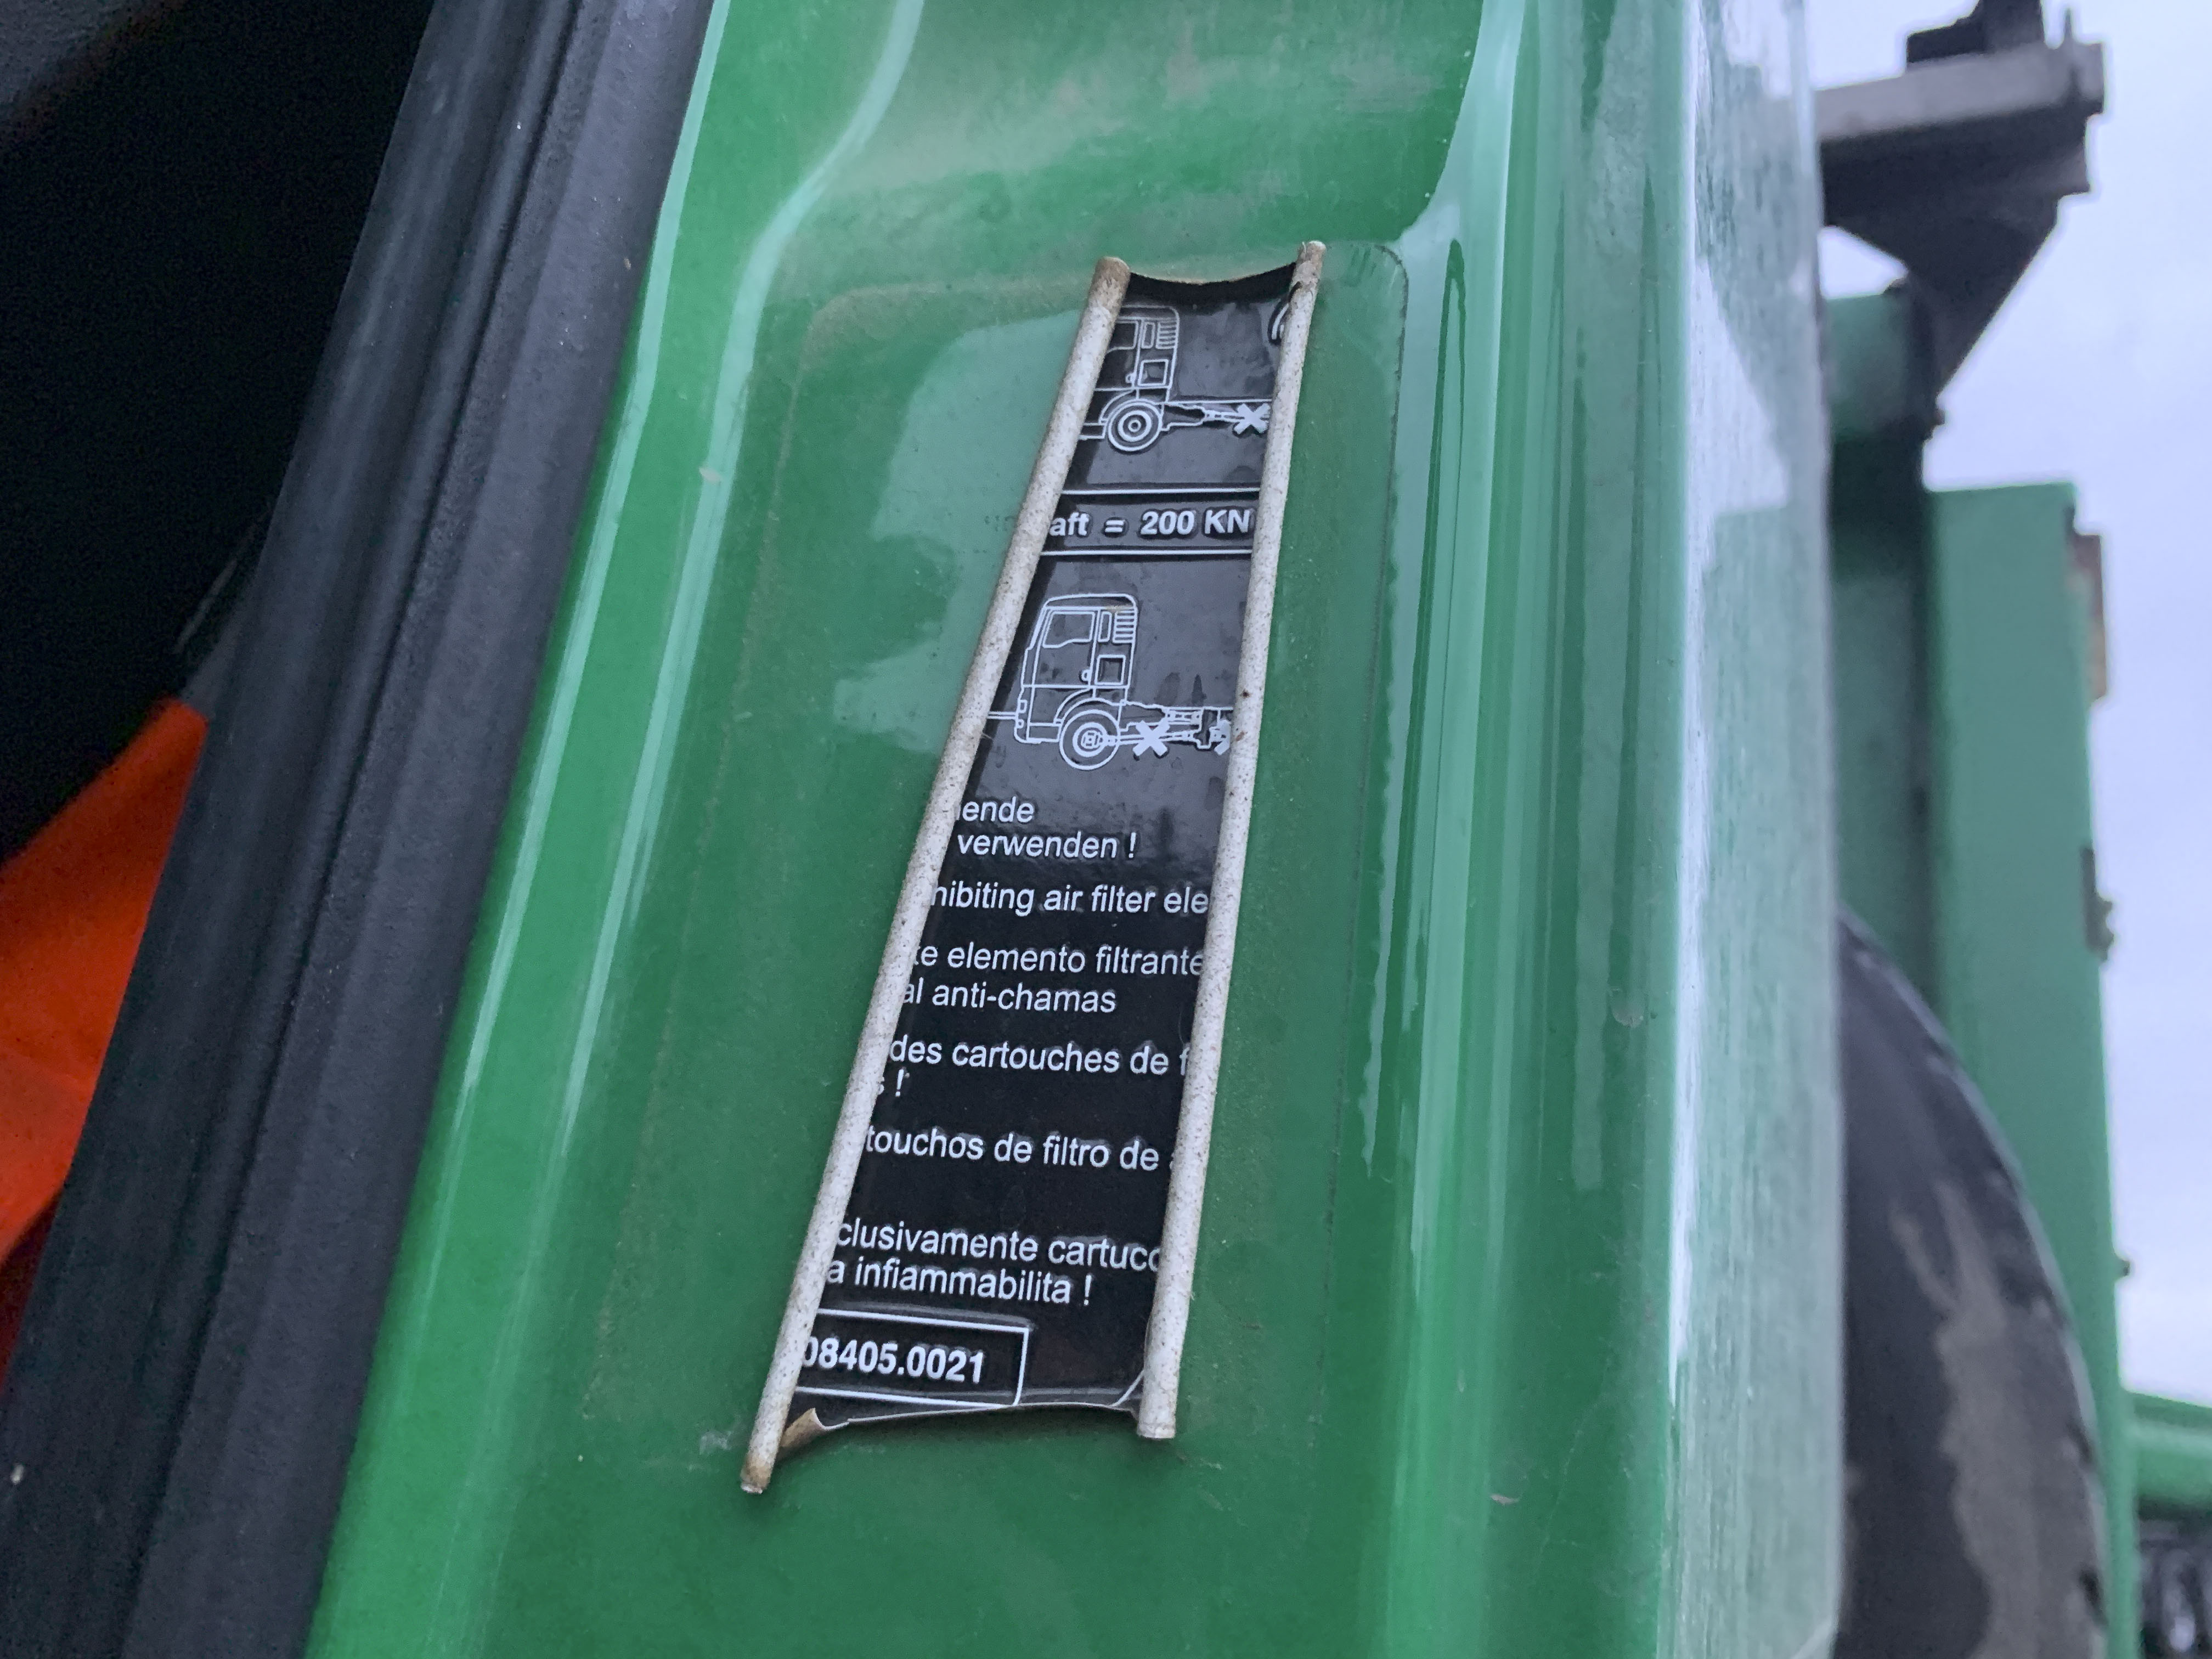 aft = 200 KN
ende
verwenden !
hibiting air filter ele
te elemento filtrante
al anti-chamas
des cartouches de f
s !
touchos de filtro de
clusivamente cartucc
a infiammabilita !
08405.0021